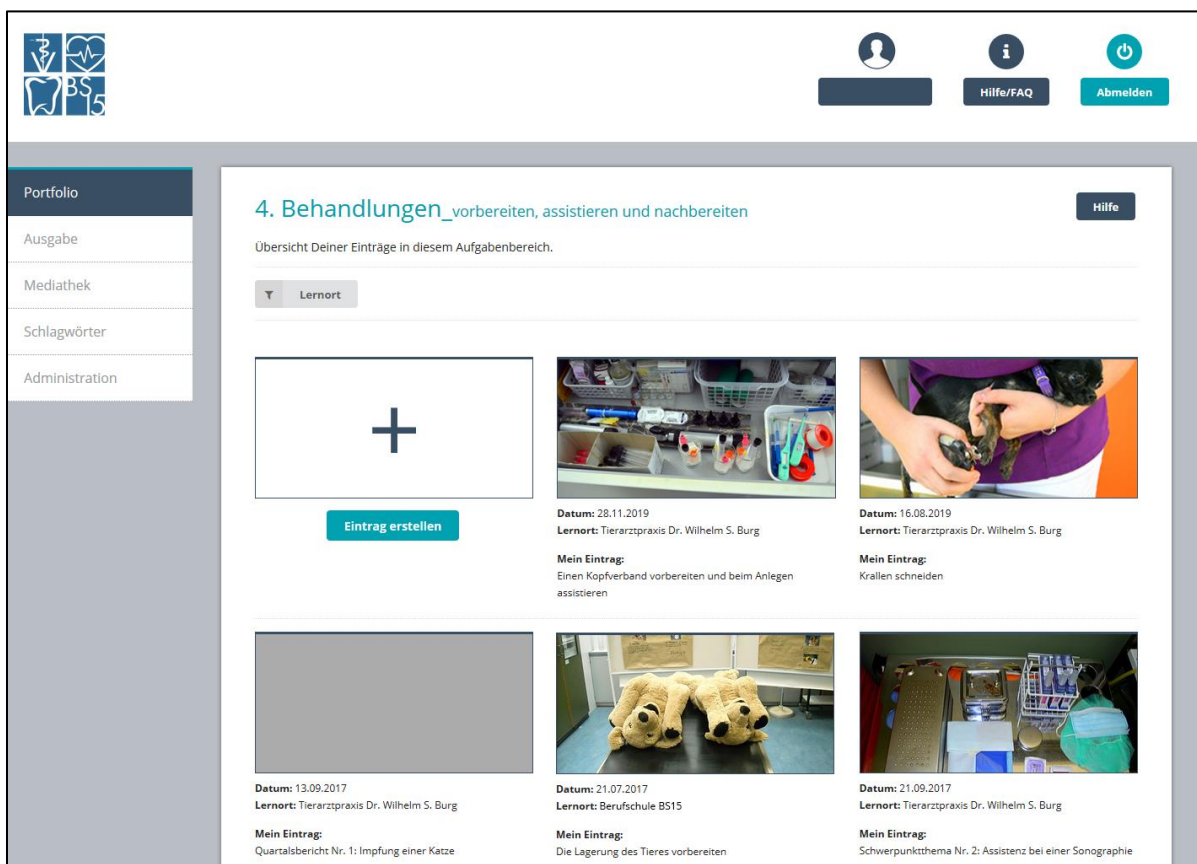 BS
15
Hilfe/FAQ
Abmelden
Portfolio
Ausgabe
Mediathek
Schlagwörter
Administration
4. Behandlungen_vorbereiten, assistieren und nachbereiten
Hilfe
Übersicht Deiner Einträge in diesem Aufgabenbereich.
Lernort
Eintrag erstellen
Datum: 28.11.2019
Lernort: Tierarztpraxis Dr. Wilhelm S. Burg
Mein Eintrag:
Einen Kopfverband vorbereiten und beim Anlegen
assistieren
Datum: 16.08.2019
Lernort: Tierarztpraxis Dr. Wilhelm S. Burg
Mein Eintrag:
Krallen schneiden
Datum: 13.09.2017
Lernort: Tierarztpraxis Dr. Wilhelm S. Burg
Mein Eintrag:
Quartalsbericht Nr. 1: Impfung einer Katze
Datum: 21.07.2017
Lernort: Berufschule BS15
Mein Eintrag:
Die Lagerung des Tieres vorbereiten
Datum: 21.09.2017
Lernort: Tierarztpraxis Dr. Wilhelm S. Burg
Mein Eintrag:
Schwerpunktthema Nr. 2: Assistenz bei einer Sonographie